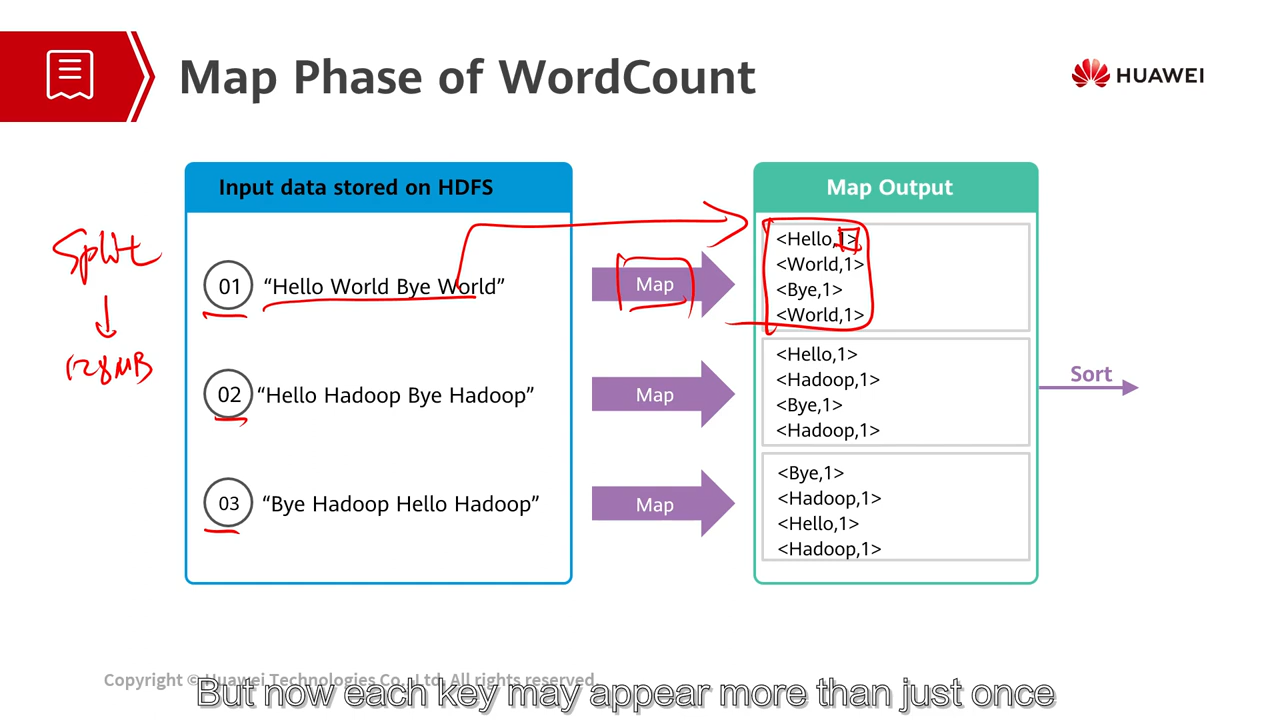 Map Phase of WordCount
HUAWEI
Input data stored on HDFS
Map Output
Split
128MB
01 “Hello World Bye World”
Map
<Hello,1>
<World,1>
<Bye,1>
<World,1>
02 “Hello Hadoop Bye Hadoop”
Map
<Hello,1>
<Hadoop,1>
<Bye,1>
<Hadoop,1>
Sort
03 “Bye Hadoop Hello Hadoop”
Map
<Bye,1>
<Hadoop,1>
<Hello,1>
<Hadoop,1>
Copyright © Huawei Technologies Co., Ltd. All rights reserved.
But now each key may appear more than just once